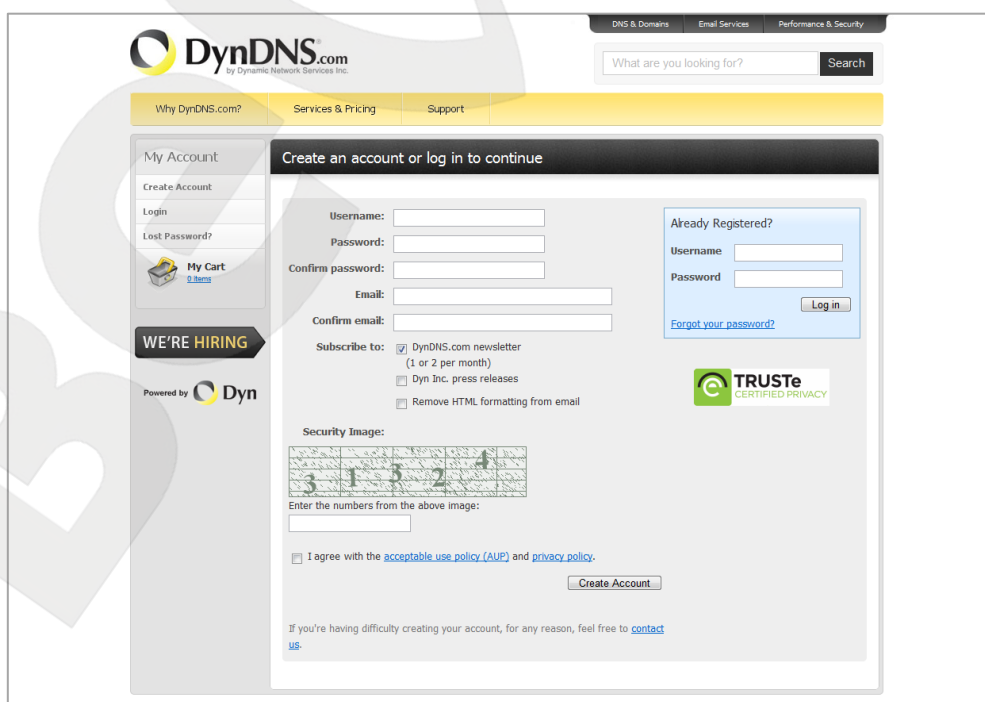 DNS & Domains Email Services Performance & Security
DynDNS.com
by Dynamic Network Services Inc.
What are you looking for? Search
Why DynDNS.com? Services & Pricing Support
My Account
Create Account
Login
Lost Password?
My Cart
0 items
WE'RE HIRING
Powered by Dyn
Create an account or log in to continue
Username:
Password:
Confirm password:
Email:
Confirm email:
Subscribe to: DynDNS.com newsletter
(1 or 2 per month)
Dyn Inc. press releases
Remove HTML formatting from email
Security Image:
3 1 3 2 4
Enter the numbers from the above image:
I agree with the acceptable use policy (AUP) and privacy policy.
Create Account
If you're having difficulty creating your account, for any reason, feel free to contact
us.
Already Registered?
Username
Password
Log in
Forgot your password?
TRUSTe
CERTIFIED PRIVACY